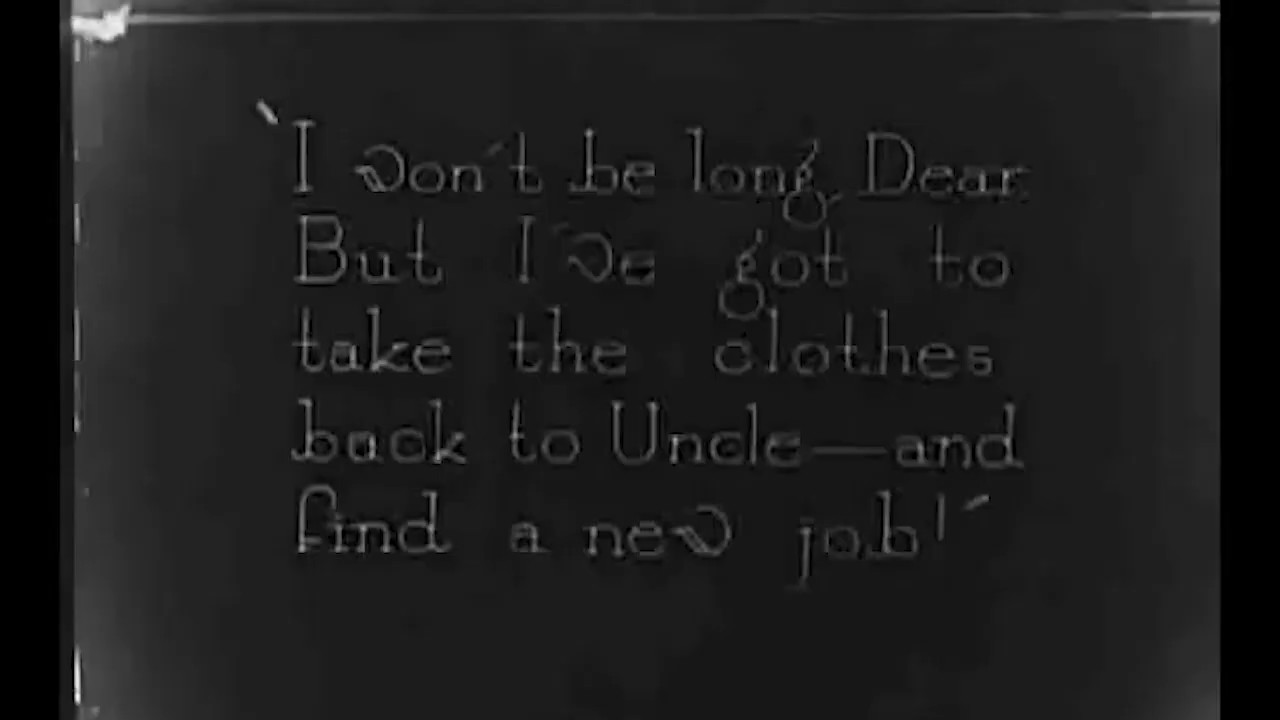 'I won't be long Dear
But I've got to
take the clothes
back to Uncle—and
find a new job!'